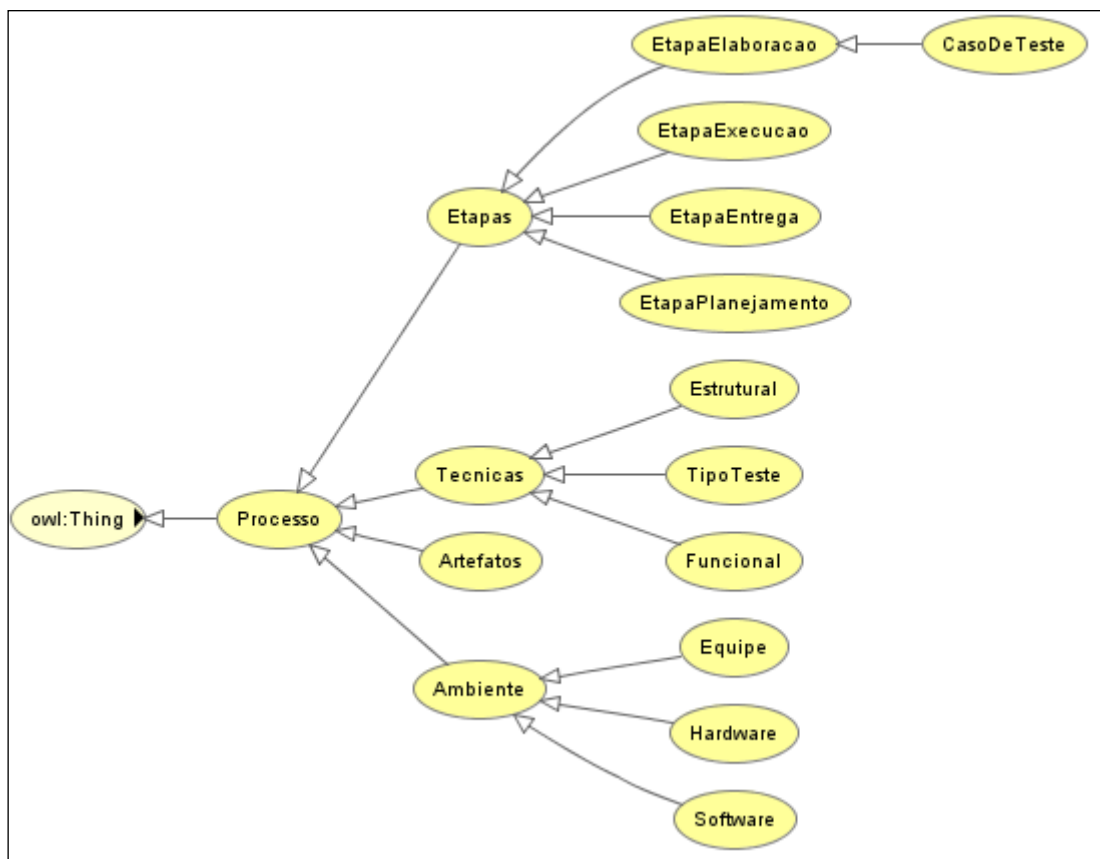 EtapaElaboracao
CasoDeTeste
EtapaExecucao
Etapas
EtapaEntrega
EtapaPlanejamento
Estrutural
Tecnicas
TipoTeste
owl:Thing
Processo
Artefatos
Funcional
Equipe
Ambiente
Hardware
Software